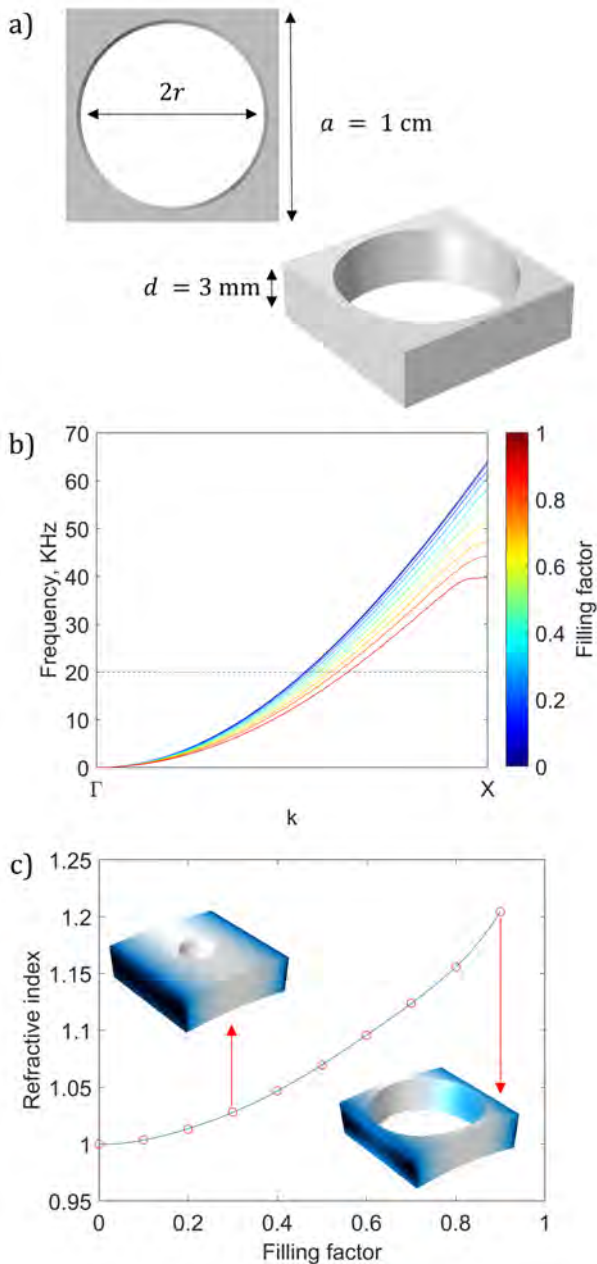 a)
2r
a = 1 cm
d = 3 mm
b)
70
60
50
40
30
20
10
0
Frequency, KHz
Γ
X
k
1
0.8
0.6
0.4
0.2
0
Filling factor
c)
1.25
1.2
1.15
1.1
1.05
1
0.95
Refractive index
0
0.2
0.4
0.6
0.8
1
Filling factor